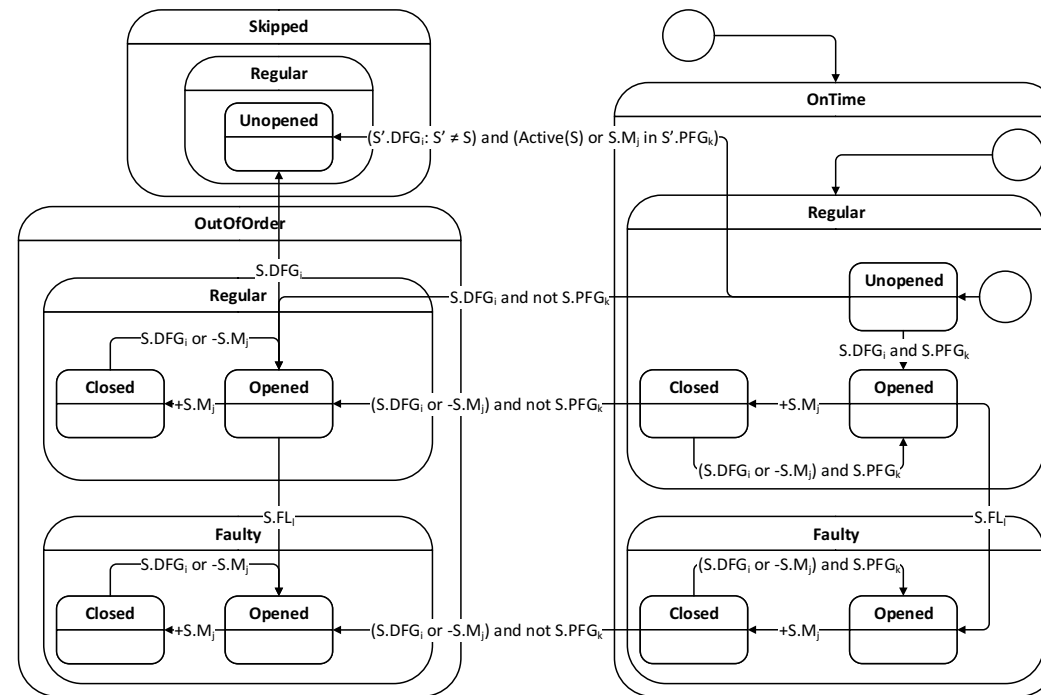 Skipped
Regular
Unopened
OnTime
(S’.DFGᵢ: S’ ≠ S) and (Active(S) or S.Mⱼ in S’.PFGₖ)
Regular
OutOfOrder
S.DFGᵢ
Regular
S.DFGᵢ and not S.PFGₖ
Unopened
S.DFGᵢ or -S.Mⱼ
S.DFGᵢ and S.PFGₖ
Closed
+S.Mⱼ
Opened
(S.DFGᵢ or -S.Mⱼ) and not S.PFGₖ
Closed
+S.Mⱼ
Opened
(S.DFGᵢ or -S.Mⱼ) and S.PFGₖ
S.FLₗ
S.FLₗ
Faulty
Faulty
S.DFGᵢ or -S.Mⱼ
(S.DFGᵢ or -S.Mⱼ) and S.PFGₖ
Closed
+S.Mⱼ
Opened
(S.DFGᵢ or -S.Mⱼ) and not S.PFGₖ
Closed
+S.Mⱼ
Opened